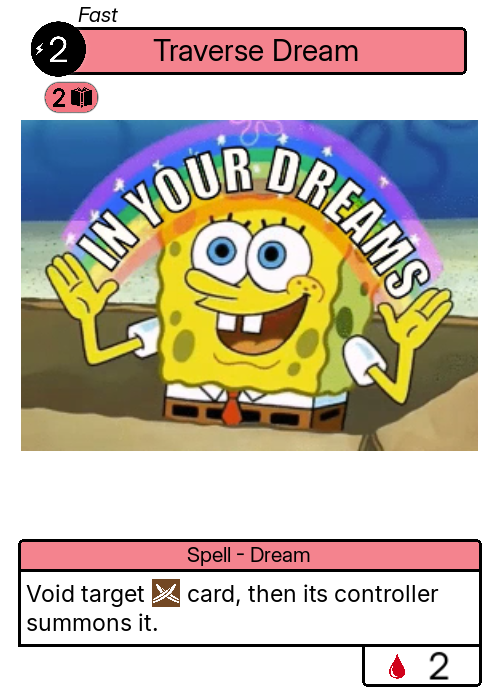 Fast
2
Traverse Dream
2
IN YOUR DREAMS
Spell - Dream
Void target card, then its controller
summons it.
2